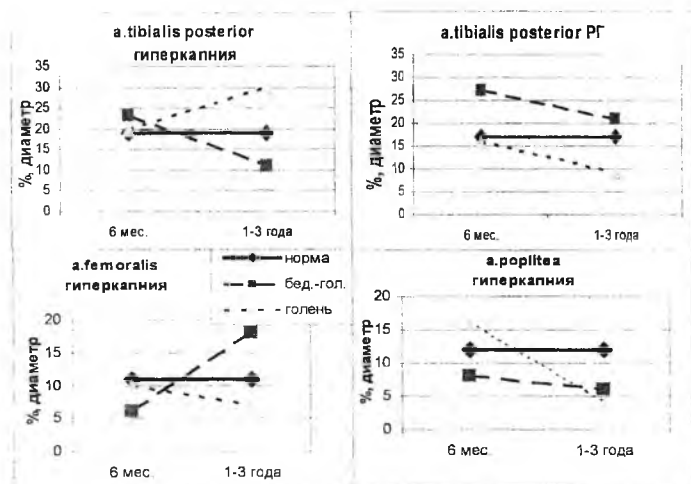 a.tibialis posterior
гиперкапния
%, диаметр
35
30
25
20
15
10
5
0
6 мес.
1-3 года
a.tibialis posterior РГ
%, диаметр
35
30
25
20
15
10
5
0
6 мес.
1-3 года
a.femoralis
гиперкапния
%, диаметр
20
15
10
5
0
6 мес.
1-3 года
норма
бед.-гол.
голень
a.poplitea
гиперкапния
%, диаметр
20
15
10
5
0
6 мес.
1-3 года